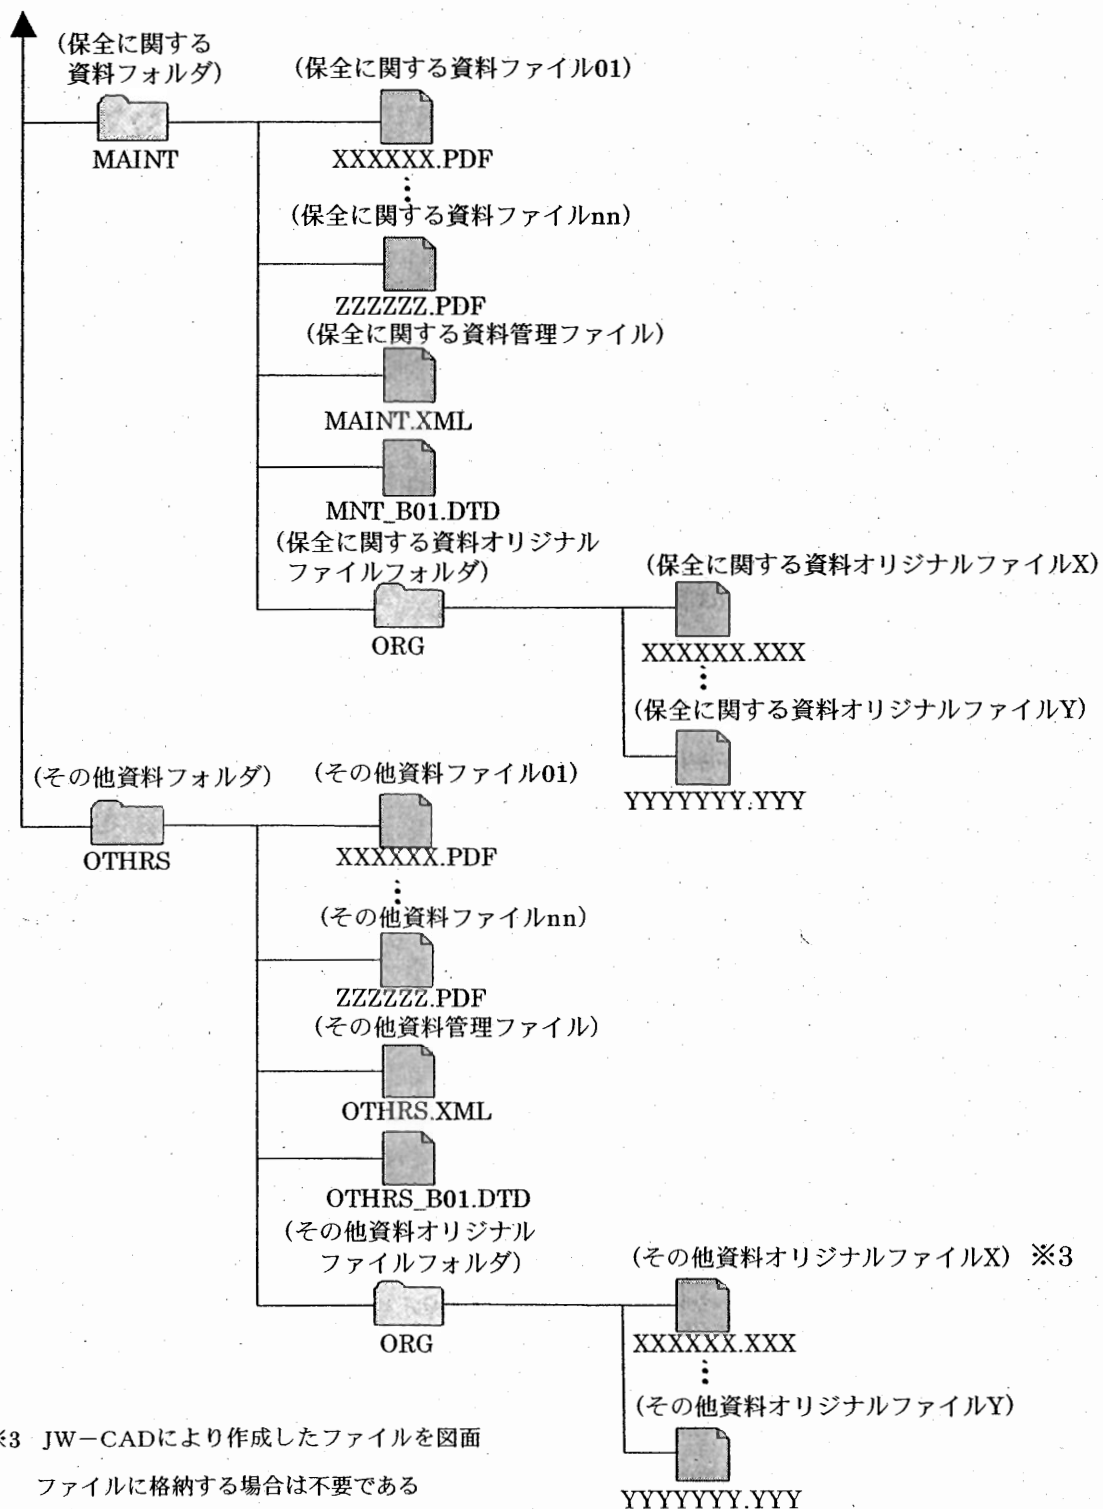 (保全に関する
資料フォルダ)
(保全に関する資料ファイル01)
MAINT
XXXXXX.PDF
(保全に関する資料ファイルnn)
ZZZZZZ.PDF
(保全に関する資料管理ファイル)
MAINT.XML
MNT_B01.DTD
(保全に関する資料オリジナル
ファイルフォルダ)
ORG
(保全に関する資料オリジナルファイルX)
XXXXXX.XXX
(保全に関する資料オリジナルファイルY)
YYYYYYY.YYY
(その他資料フォルダ)
OTHRS
(その他資料ファイル01)
XXXXXX.PDF
(その他資料ファイルnn)
ZZZZZZ.PDF
(その他資料管理ファイル)
OTHRS.XML
OTHRS_B01.DTD
(その他資料オリジナル
ファイルフォルダ)
ORG
(その他資料オリジナルファイルX) ※3
XXXXXX.XXX
(その他資料オリジナルファイルY)
YYYYYYY.YYY
※3 JW-CADにより作成したファイルを図面
ファイルに格納する場合は不要である